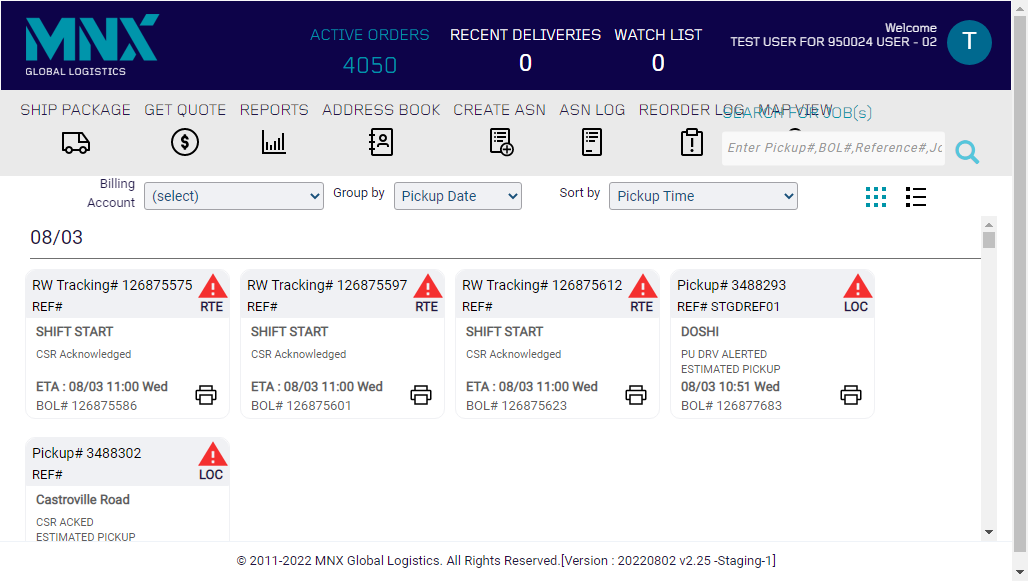 MNX
GLOBAL LOGISTICS
ACTIVE ORDERS
4050
RECENT DELIVERIES
0
WATCH LIST
0
Welcome
TEST USER FOR 950024 USER - 02
T
SHIP PACKAGE
GET QUOTE
REPORTS
ADDRESS BOOK
CREATE ASN
ASN LOG
REORDER LOG
MAP VIEW
SEARCH FOR JOB(s)
Enter Pickup#,BOL#,Reference#,Jo
Billing
Account
(select)
Group by
Pickup Date
Sort by
Pickup Time
08/03
RW Tracking# 126875575
REF#
RTE
SHIFT START
CSR Acknowledged
ETA : 08/03 11:00 Wed
BOL# 126875586
RW Tracking# 126875597
REF#
RTE
SHIFT START
CSR Acknowledged
ETA : 08/03 11:00 Wed
BOL# 126875601
RW Tracking# 126875612
REF#
RTE
SHIFT START
CSR Acknowledged
ETA : 08/03 11:00 Wed
BOL# 126875623
Pickup# 3488293
REF# STGDREF01
LOC
DOSHI
PU DRV ALERTED
ESTIMATED PICKUP
08/03 10:51 Wed
BOL# 126877683
Pickup# 3488302
REF#
LOC
Castroville Road
CSR ACKED
ESTIMATED PICKUP
© 2011-2022 MNX Global Logistics. All Rights Reserved.[Version : 20220802 v2.25 -Staging-1]